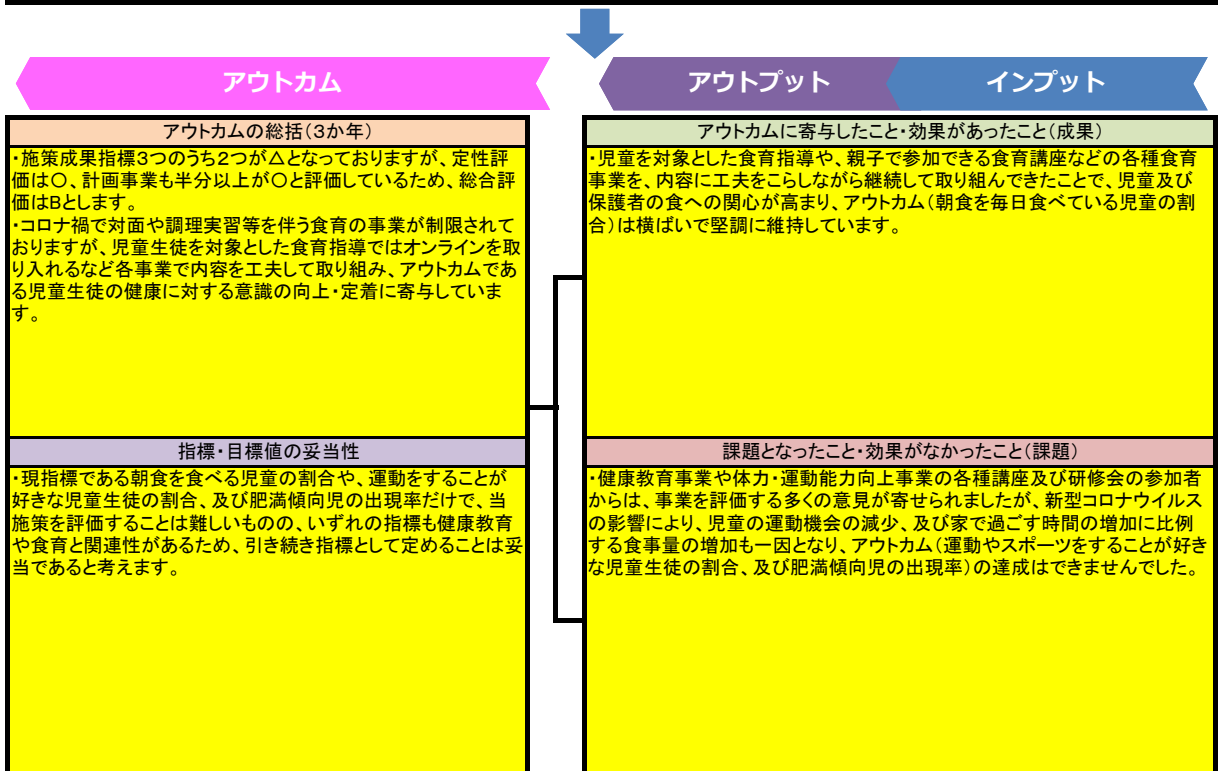 アウトカム
アウトプット
インプット
アウトカムの総括(3か年)
・施策成果指標3つのうち2つが△となっておりますが、定性評
価は〇、計画事業も半分以上が〇と評価しているため、総合評
価はBとします。
・コロナ禍で対面や調理実習等を伴う食育の事業が制限されて
おりますが、児童生徒を対象とした食育指導ではオンラインを取
り入れるなど各事業で内容を工夫して取り組み、アウトカムであ
る児童生徒の健康に対する意識の向上・定着に寄与していま
す。
指標・目標値の妥当性
・現指標である朝食を食べる児童の割合や、運動をすることが
好きな児童生徒の割合、及び肥満傾向児の出現率だけで、当
施策を評価することは難しいものの、いずれの指標も健康教育
や食育と関連性があるため、引き続き指標として定めることは妥
当であると考えます。
アウトカムに寄与したこと・効果があったこと(成果)
・児童を対象とした食育指導や、親子で参加できる食育講座などの各種食育
事業を、内容に工夫をこらしながら継続して取り組んできたことで、児童及び
保護者の食への関心が高まり、アウトカム(朝食を毎日食べている児童の割
合)は横ばいで堅調に維持しています。
課題となったこと・効果がなかったこと(課題)
・健康教育事業や体力・運動能力向上事業の各種講座及び研修会の参加者
からは、事業を評価する多くの意見が寄せられましたが、新型コロナウイルス
の影響により、児童の運動機会の減少、及び家で過ごす時間の増加に比例
する食事量の増加も一因となり、アウトカム(運動やスポーツをすることが好き
な児童生徒の割合、及び肥満傾向児の出現率)の達成はできませんでした。